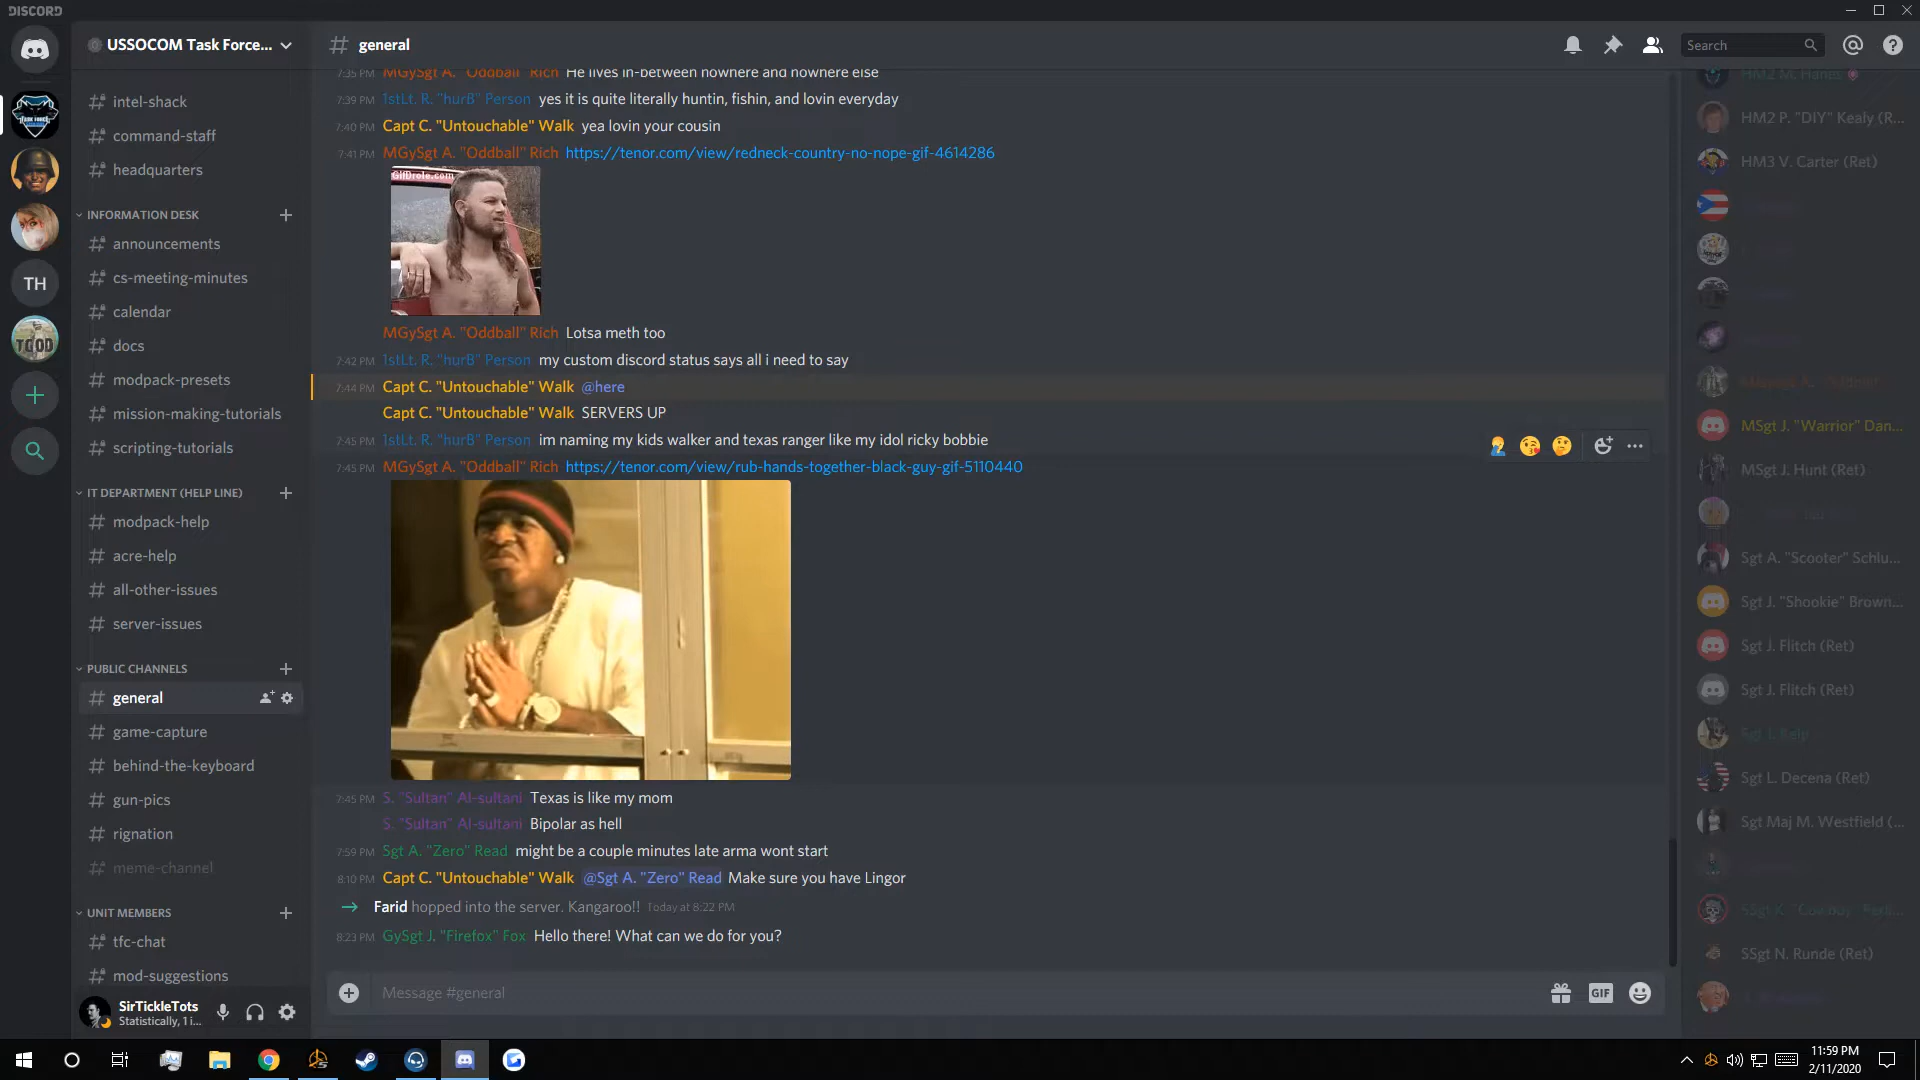 DISCORD
USSOCOM Task Force...
# general
Search
intel-shack
command-staff
headquarters
INFORMATION DESK
announcements
cs-meeting-minutes
calendar
docs
modpack-presets
mission-making-tutorials
scripting-tutorials
IT DEPARTMENT (HELP LINE)
modpack-help
acre-help
all-other-issues
server-issues
PUBLIC CHANNELS
general
game-capture
behind-the-keyboard
gun-pics
rignation
meme-channel
UNIT MEMBERS
tfc-chat
mod-suggestions
SirTickleTots
Statistically, 1 i...
TH
TOOD
7:35 PM MGySgt A. "Oddball" Rich He lives in-between nowhere and nowhere else
7:39 PM 1stLt. R. "hurB" Person yes it is quite literally huntin, fishin, and lovin everyday
7:40 PM Capt C. "Untouchable" Walk yea lovin your cousin
7:41 PM MGySgt A. "Oddball" Rich https://tenor.com/view/redneck-country-no-nope-gif-4614286
GifDrole.com
MGySgt A. "Oddball" Rich Lotsa meth too
7:42 PM 1stLt. R. "hurB" Person my custom discord status says all i need to say
7:44 PM Capt C. "Untouchable" Walk @here
Capt C. "Untouchable" Walk SERVERS UP
7:45 PM 1stLt. R. "hurB" Person im naming my kids walker and texas ranger like my idol ricky bobbie
7:45 PM MGySgt A. "Oddball" Rich https://tenor.com/view/rub-hands-together-black-guy-gif-5110440
7:45 PM S. "Sultan" Al-sultani Texas is like my mom
S. "Sultan" Al-sultani Bipolar as hell
7:59 PM Sgt A. "Zero" Read might be a couple minutes late arma wont start
8:10 PM Capt C. "Untouchable" Walk @Sgt A. "Zero" Read Make sure you have Lingor
Farid hopped into the server. Kangaroo!! Today at 8:22 PM
8:23 PM GySgt J. "Firefox" Fox Hello there! What can we do for you?
Message #general
GIF
HM2 P. "DIY" Kealy (R...
HM3 V. Carter (Ret)
MSgt J. "Warrior" Dan...
MSgt J. Hunt (Ret)
Sgt A. "Scooter" Schlu...
Sgt J. "Shookie" Brown...
Sgt J. Flitch (Ret)
Sgt J. Flitch (Ret)
Sgt L. Decena (Ret)
Sgt Maj M. Westfield (...
SSgt N. Runde (Ret)
11:59 PM
2/11/2020